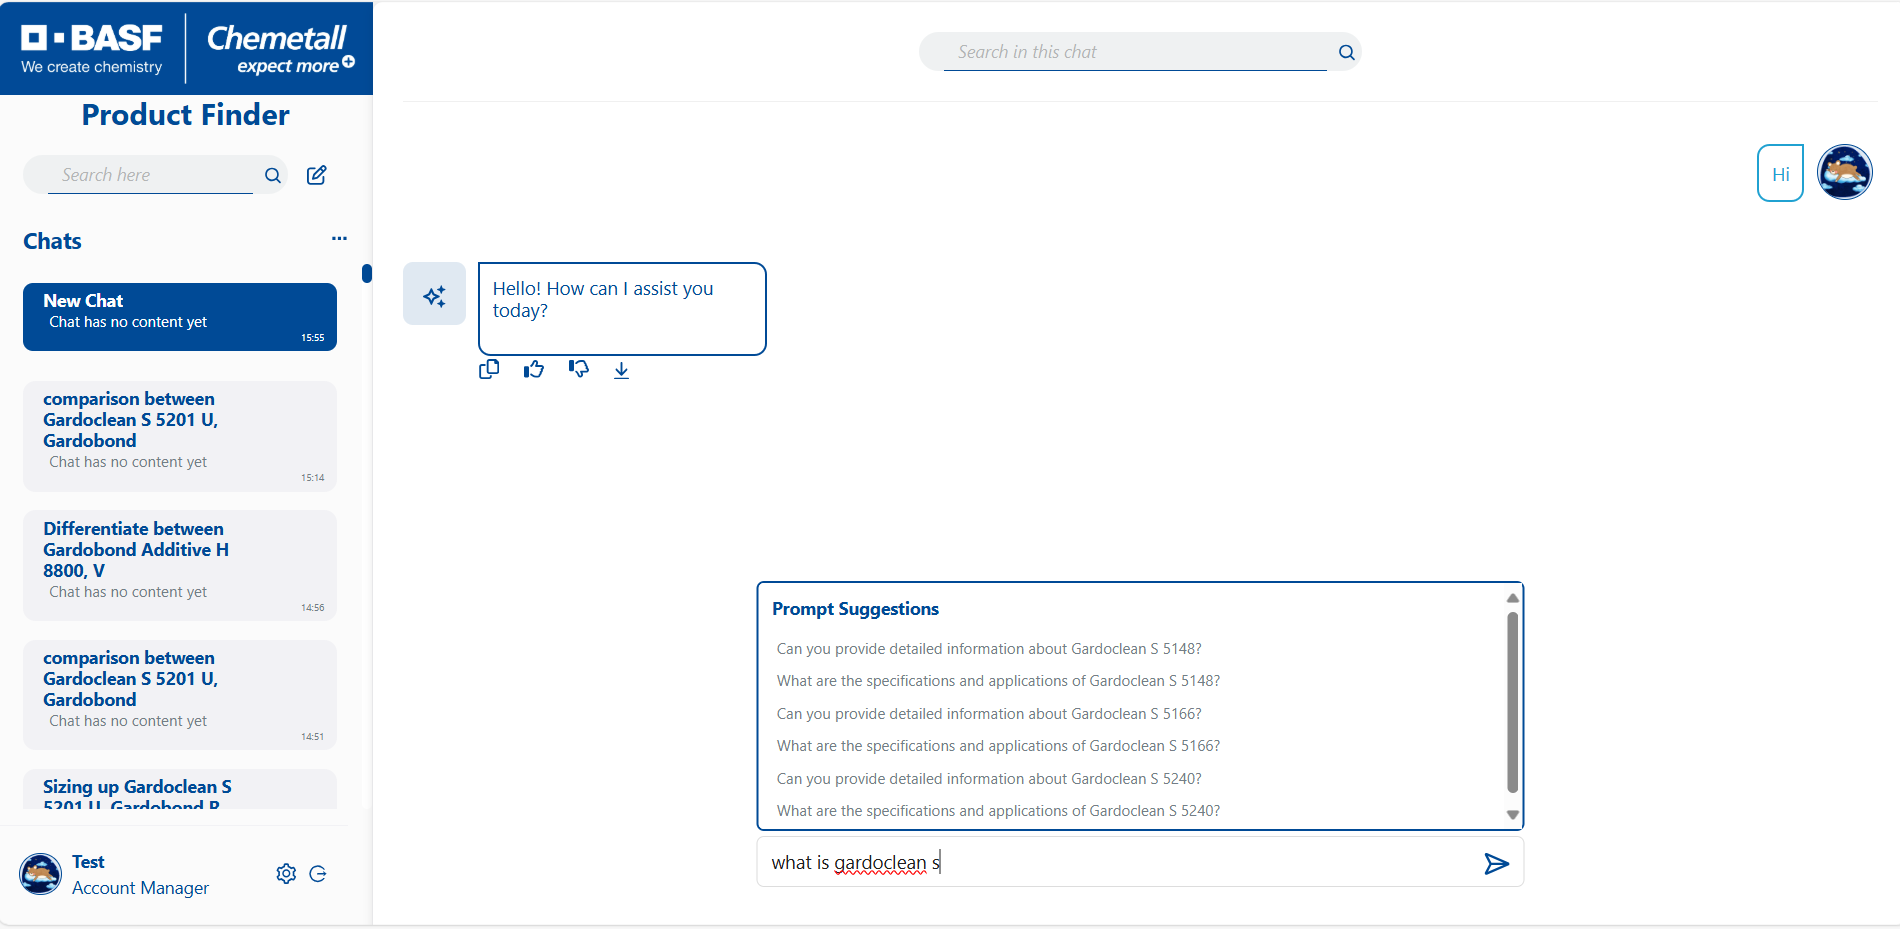 BASF
We create chemistry
Chemetall
expect more
Product Finder
Search here
Chats
New Chat
Chat has no content yet
15:55
comparison between
Gardoclean S 5201 U,
Gardobond
Chat has no content yet
15:14
Differentiate between
Gardobond Additive H
8800, V
Chat has no content yet
14:56
comparison between
Gardoclean S 5201 U,
Gardobond
Chat has no content yet
14:51
Sizing up Gardoclean S
5201 U, Gardobond R
Test
Account Manager
Search in this chat
Hi
Hello! How can I assist you
today?
Prompt Suggestions
Can you provide detailed information about Gardoclean S 5148?
What are the specifications and applications of Gardoclean S 5148?
Can you provide detailed information about Gardoclean S 5166?
What are the specifications and applications of Gardoclean S 5166?
Can you provide detailed information about Gardoclean S 5240?
What are the specifications and applications of Gardoclean S 5240?
what is gardoclean s